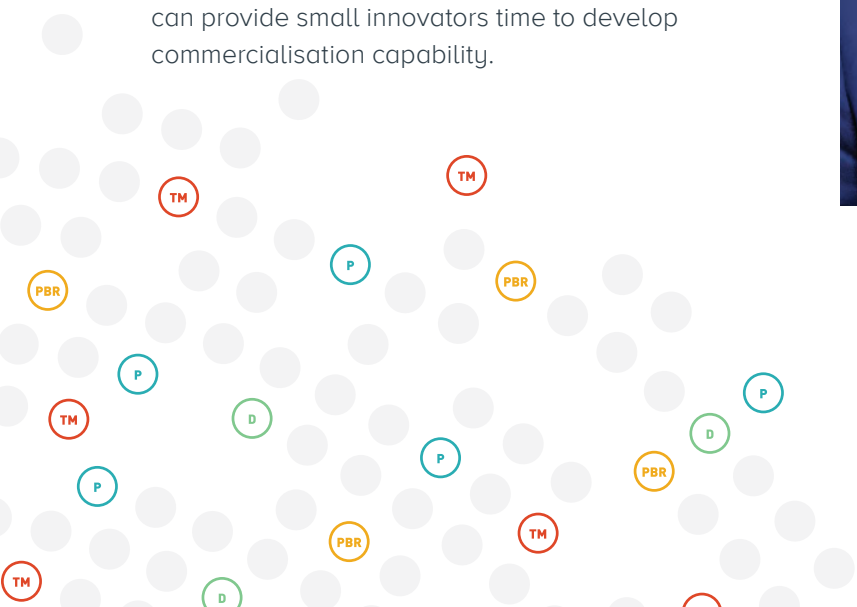 can provide small innovators time to develop
commercialisation capability.
TM
TM
P
PBR
PBR
P
P
TM
D
D
P
PBR
P
TM
PBR
TM
D